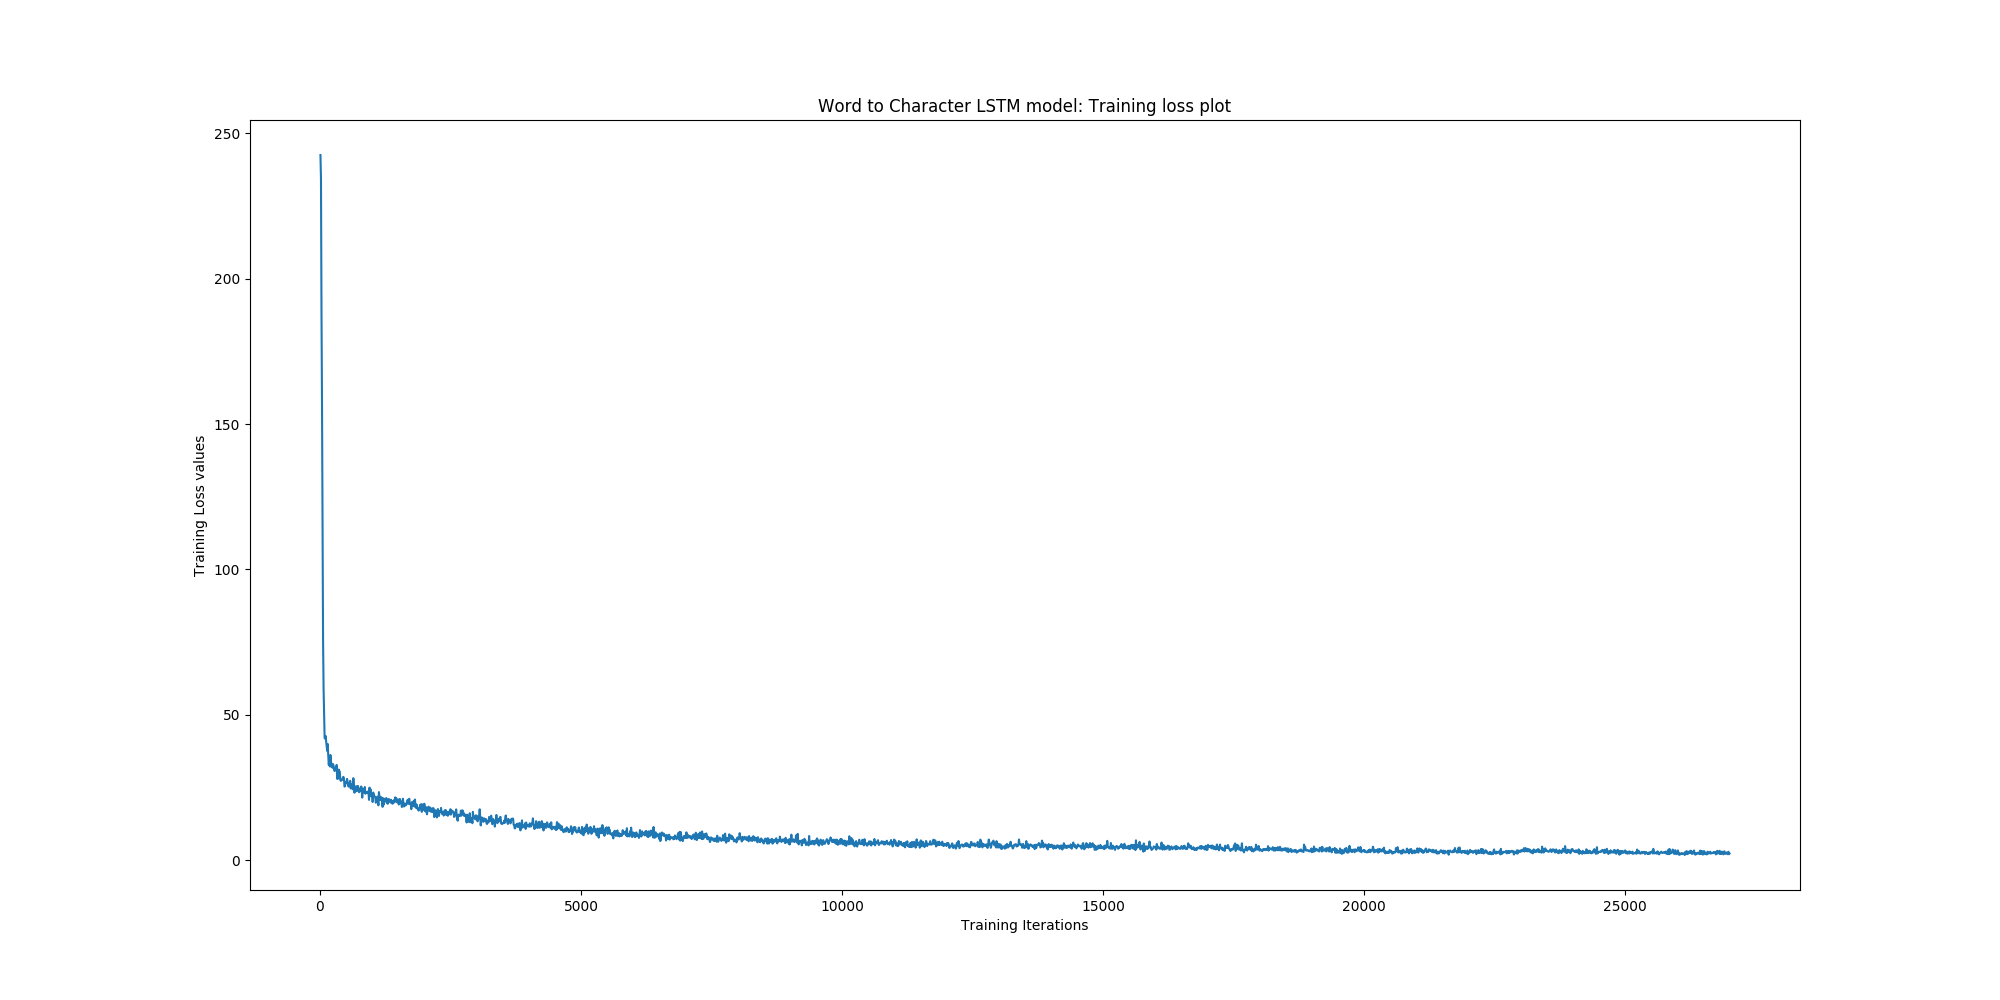 Word to Character LSTM model: Training loss plot
250
200
150
100
50
0
Training Loss values
0 5000 10000 15000 20000 25000
Training Iterations